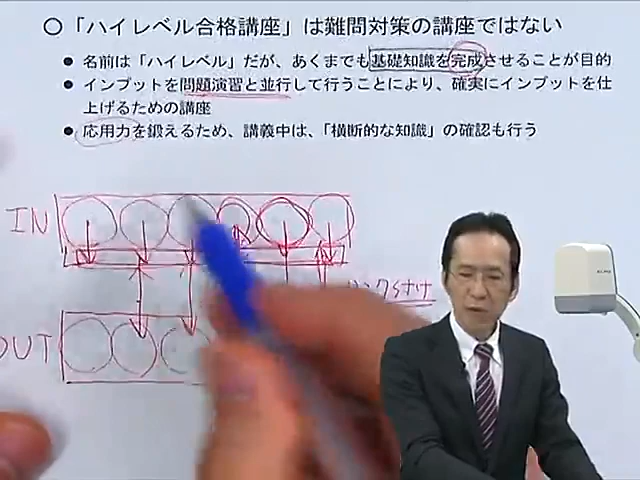 ○「ハイレベル合格講座」は難問対策の講座ではない
● 名前は「ハイレベル」だが、あくまでも基礎知識を完成させることが目的
● インプットを問題演習と並行して行うことにより、確実にインプットを仕
上げるための講座
● 応用力を鍛えるため、講義中は、「横断的な知識」の確認も行う
IN
リンクづけ
OUT